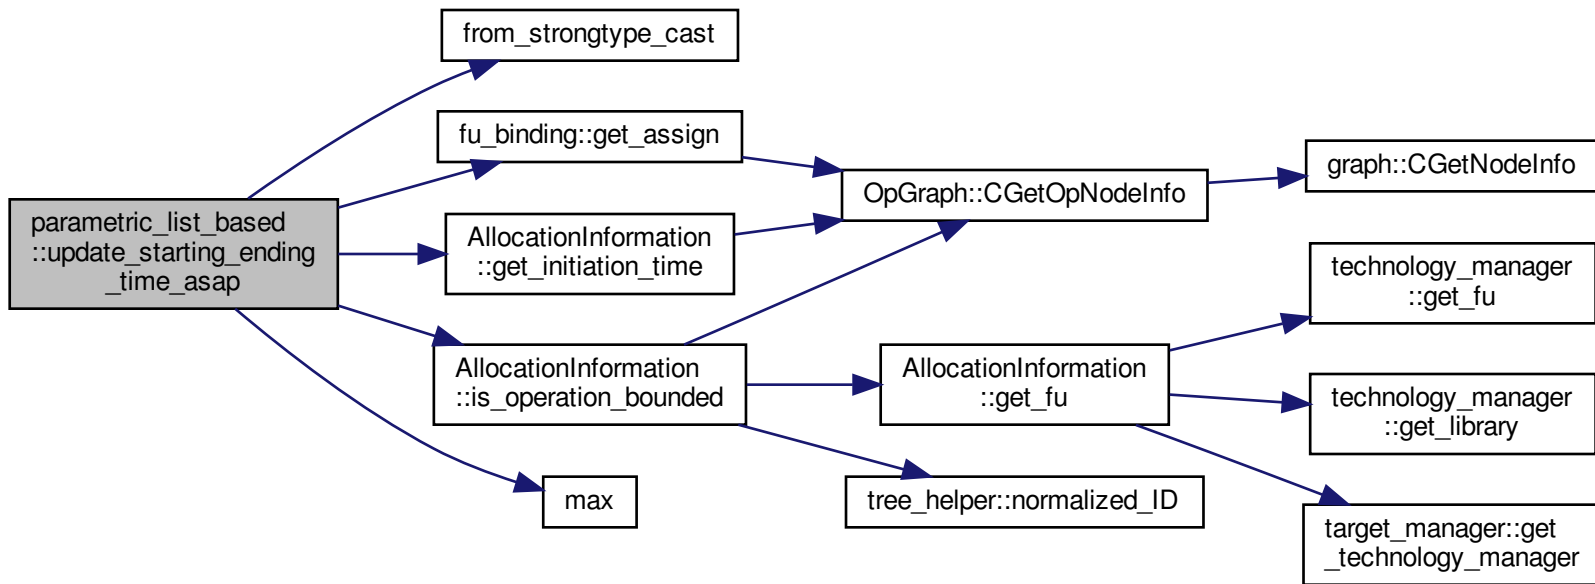 parametric_list_based
::update_starting_ending
_time_asap
from_strongtype_cast
fu_binding::get_assign
AllocationInformation
::get_initiation_time
AllocationInformation
::is_operation_bounded
max
OpGraph::CGetOpNodeInfo
AllocationInformation
::get_fu
tree_helper::normalized_ID
graph::CGetNodeInfo
technology_manager
::get_fu
technology_manager
::get_library
target_manager::get
_technology_manager